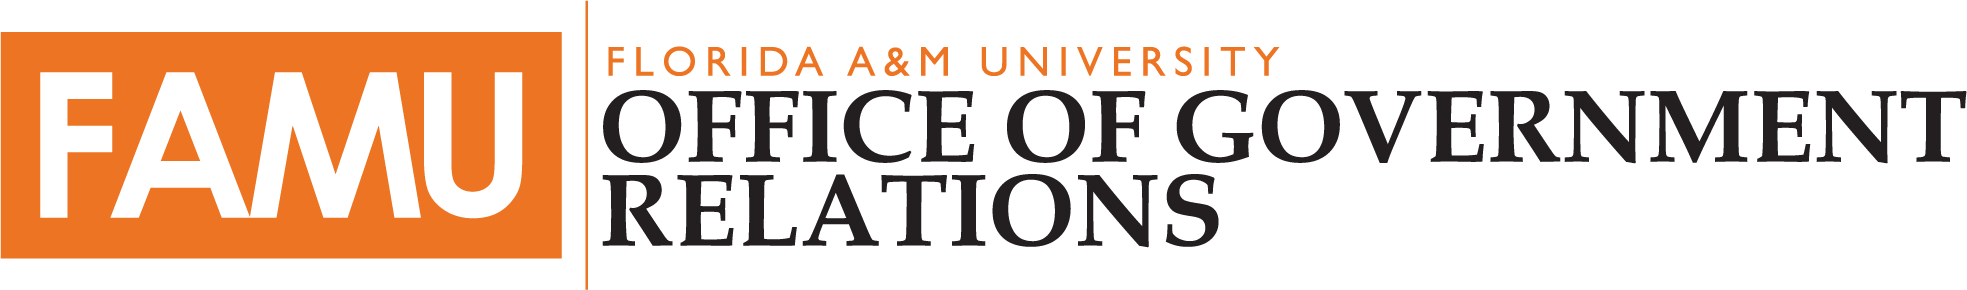 FAMU
FLORIDA A&M UNIVERSITY
OFFICE OF GOVERNMENT
RELATIONS